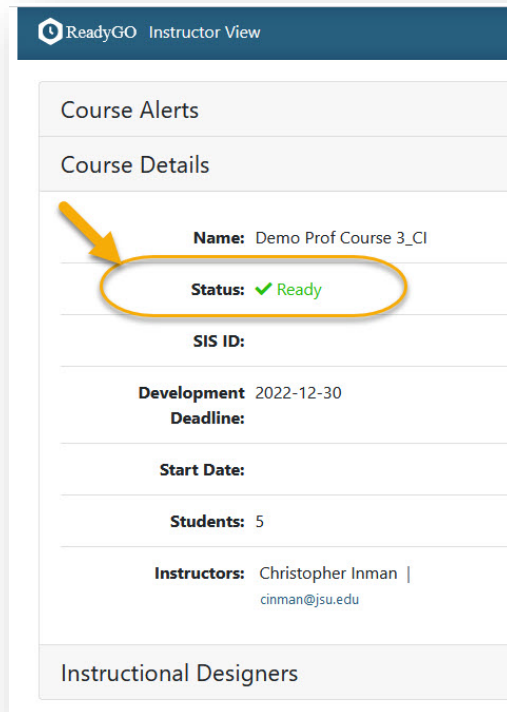 ReadyGO Instructor View
Course Alerts
Course Details
Name: Demo Prof Course 3_CI
Status: Ready
SIS ID:
Development 2022-12-30
Deadline:
Start Date:
Students: 5
Instructors: Christopher Inman |
cinman@jsu.edu
Instructional Designers